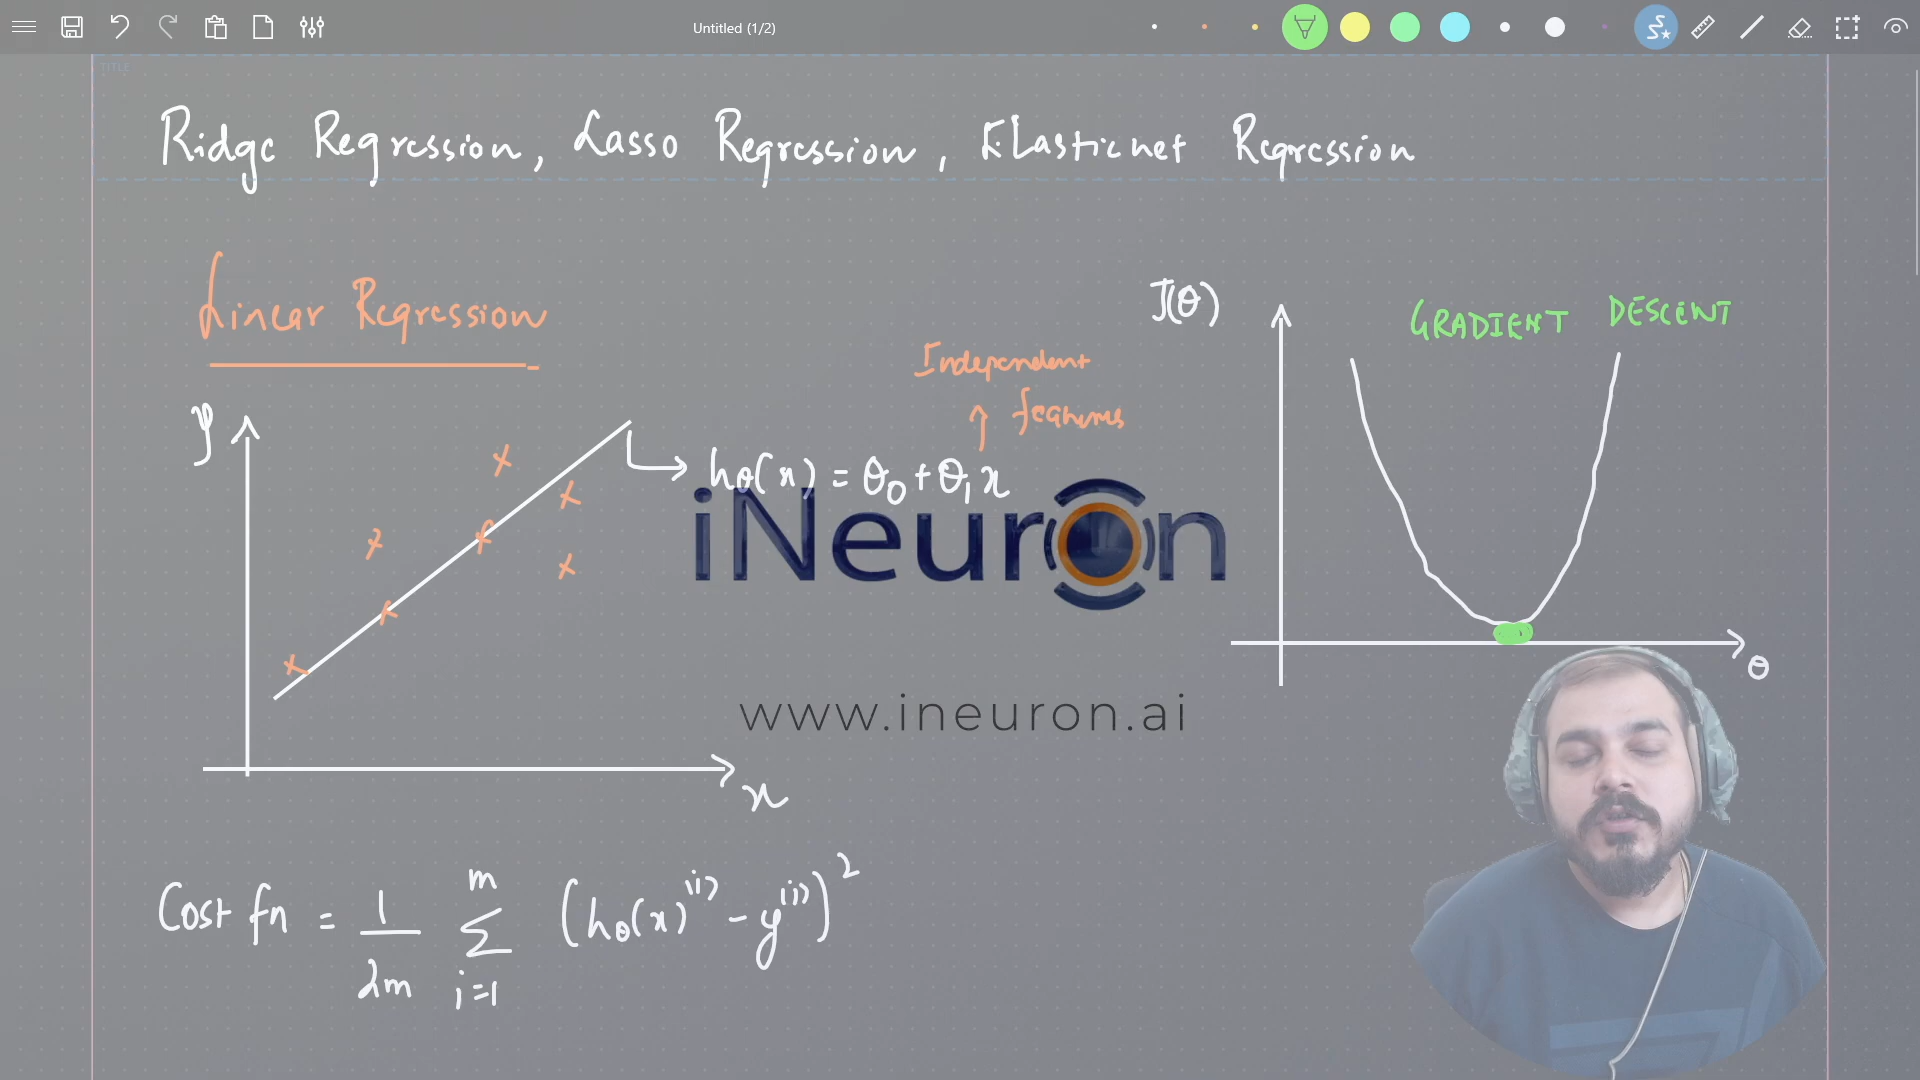 Untitled (1/2)
TITLE
Ridge Regression, Lasso Regression, Elasticnet Regression
Linear Regression
y
x
Independent
features
hθ(x) = θ0 + θ1x
J(θ)
GRADIENT DESCENT
θ
iNeuron
www.ineuron.ai
Cost fn = 1/2m m Σ i=1 (hθ(x)(i) - y(i))2